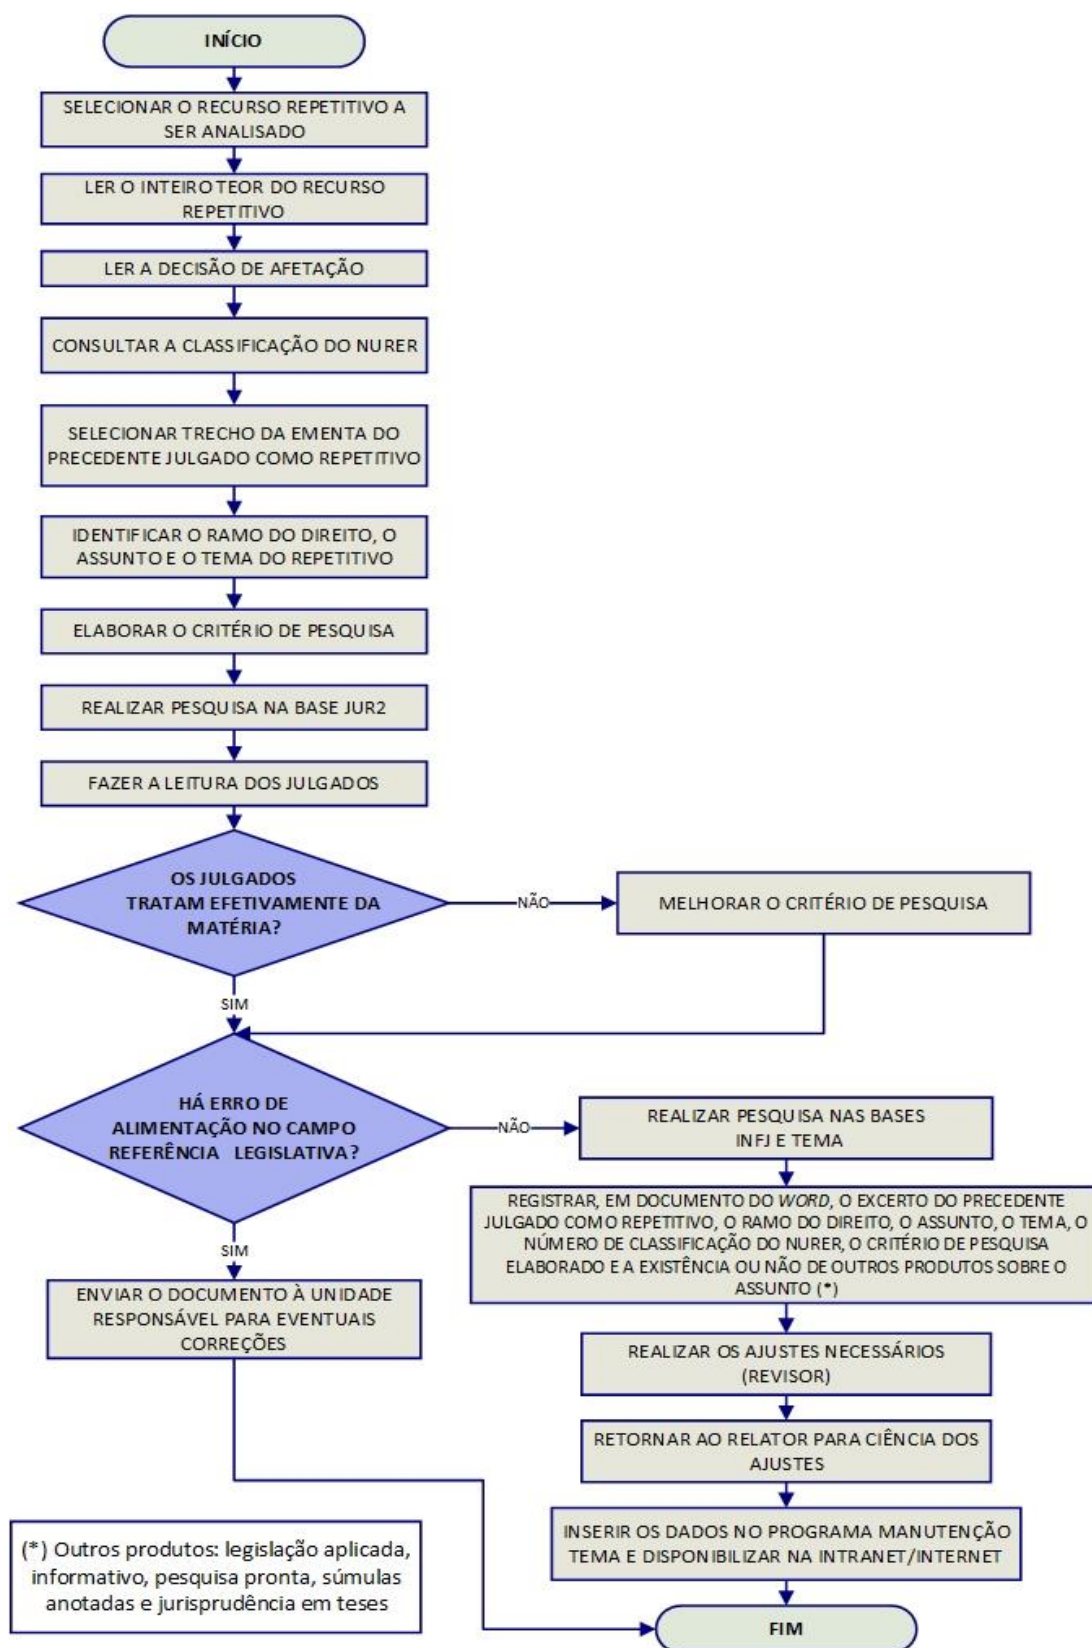 INÍCIO
SELECIONAR O RECURSO REPETITIVO A
SER ANALISADO
LER O INTEIRO TEOR DO RECURSO
REPETITIVO
LER A DECISÃO DE AFETAÇÃO
CONSULTAR A CLASSIFICAÇÃO DO NURER
SELECIONAR TRECHO DA EMENTA DO
PRECEDENTE JULGADO COMO REPETITIVO
IDENTIFICAR O RAMO DO DIREITO, O
ASSUNTO E O TEMA DO REPETITIVO
ELABORAR O CRITÉRIO DE PESQUISA
REALIZAR PESQUISA NA BASE JUR2
FAZER A LEITURA DOS JULGADOS
OS JULGADOS
TRATAM EFETIVAMENTE DA
MATÉRIA?
NÃO
MELHORAR O CRITÉRIO DE PESQUISA
SIM
HÁ ERRO DE
ALIMENTAÇÃO NO CAMPO
REFERÊNCIA LEGISLATIVA?
NÃO
REALIZAR PESQUISA NAS BASES
INFJ E TEMA
REGISTRAR, EM DOCUMENTO DO WORD, O EXCERTO DO PRECEDENTE
JULGADO COMO REPETITIVO, O RAMO DO DIREITO, O ASSUNTO, O TEMA, O
NÚMERO DE CLASSIFICAÇÃO DO NURER, O CRITÉRIO DE PESQUISA
ELABORADO E A EXISTÊNCIA OU NÃO DE OUTROS PRODUTOS SOBRE O
ASSUNTO (*)
SIM
ENVIAR O DOCUMENTO À UNIDADE
RESPONSÁVEL PARA EVENTUAIS
CORREÇÕES
REALIZAR OS AJUSTES NECESSÁRIOS
(REVISOR)
RETORNAR AO RELATOR PARA CIÊNCIA DOS
AJUSTES
INSERIR OS DADOS NO PROGRAMA MANUTENÇÃO
TEMA E DISPONIBILIZAR NA INTRANET/INTERNET
(*) Outros produtos: legislação aplicada,
informativo, pesquisa pronta, súmulas
anotadas e jurisprudência em teses
FIM